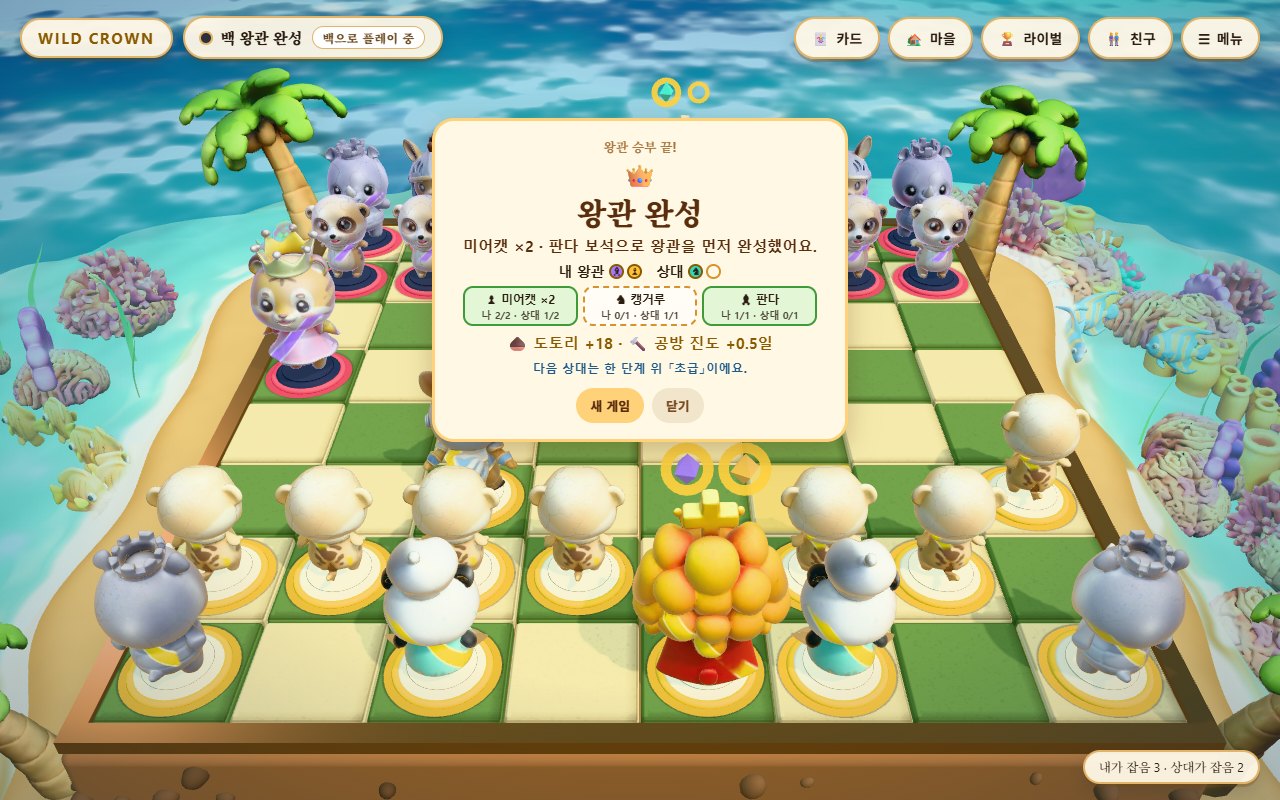 WILD CROWN
백 왕관 완성 백으로 플레이 중
카드
마을
라이벌
친구
☰ 메뉴
왕관 승부 끝!
왕관 완성
미어캣 ×2 · 판다 보석으로 왕관을 먼저 완성했어요.
내 왕관 상대
미어캣 ×2
나 2/2 · 상대 1/2
캥거루
나 0/1 · 상대 1/1
판다
나 1/1 · 상대 0/1
도토리 +18 · 공방 진도 +0.5일
다음 상대는 한 단계 위 「초급」이에요.
새 게임
닫기
내가 잡음 3 · 상대가 잡음 2